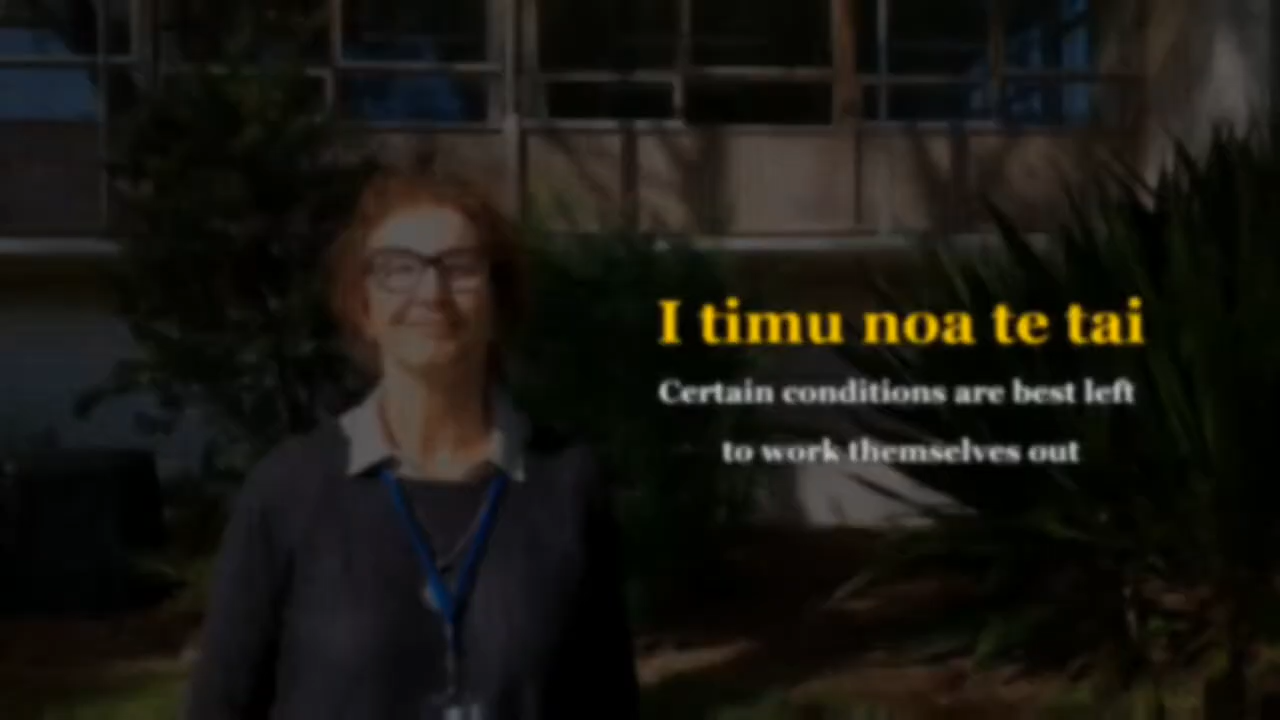 I timu noa te tai
Certain conditions are best left
to work themselves out